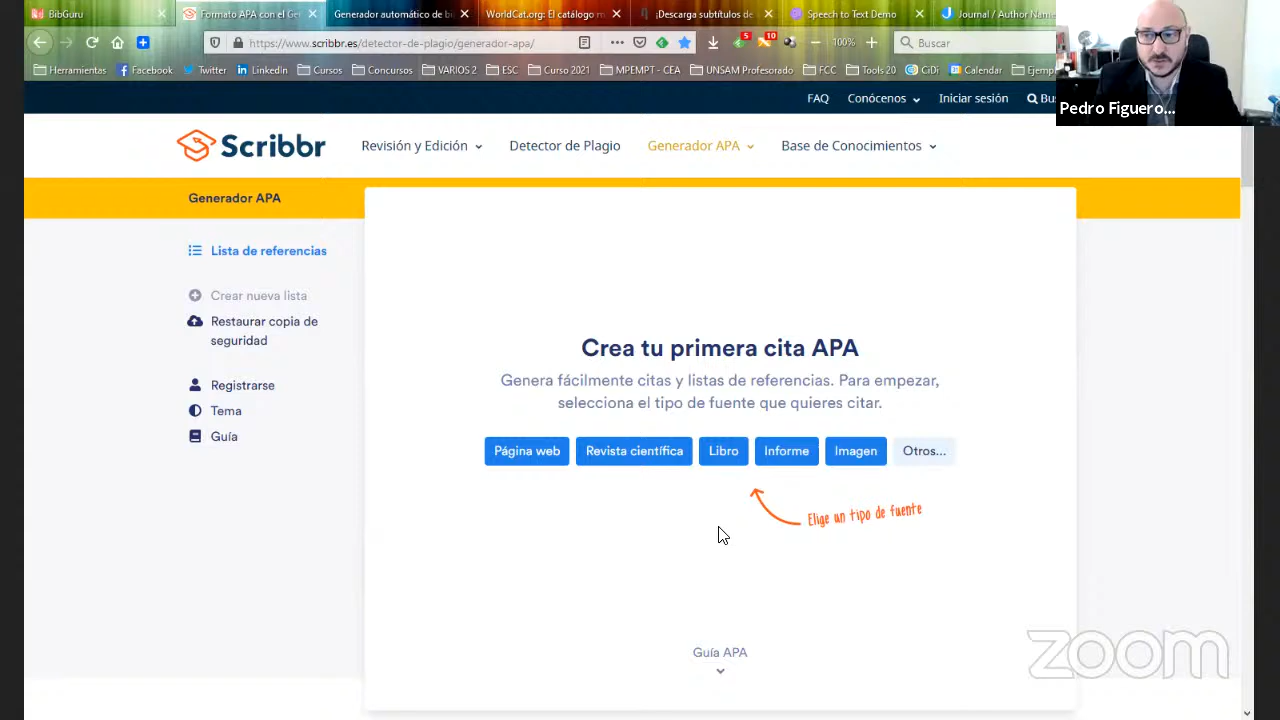 BibGuru
Formato APA con el Ge
Generador automático de bi
WorldCat.org: El catálogo
¡Descarga subtítulos de
Speech to Text Demo
Journal / Author Name
https://www.scribbr.es/detector-de-plagio/generador-apa/
100%
5
10
Buscar
Herramientas
Facebook
Twitter
LinkedIn
Cursos
Concursos
VARIOS 2
ESC
Curso 2021
MPEMPT - CEA
UNSAM Profesorado
FCC
Tools 20
CiDi
Calendar
Ejempl
Pedro Figuero...
FAQ
Conócenos
Iniciar sesión
Bu
Scribbr
Revisión y Edición
Detector de Plagio
Generador APA
Base de Conocimientos
Generador APA
Lista de referencias
Crear nueva lista
Restaurar copia de
seguridad
Registrarse
Tema
Guía
Crea tu primera cita APA
Genera fácilmente citas y listas de referencias. Para empezar,
selecciona el tipo de fuente que quieres citar.
Página web
Revista científica
Libro
Informe
Imagen
Otros...
Elige un tipo de fuente
Guía APA
zoom